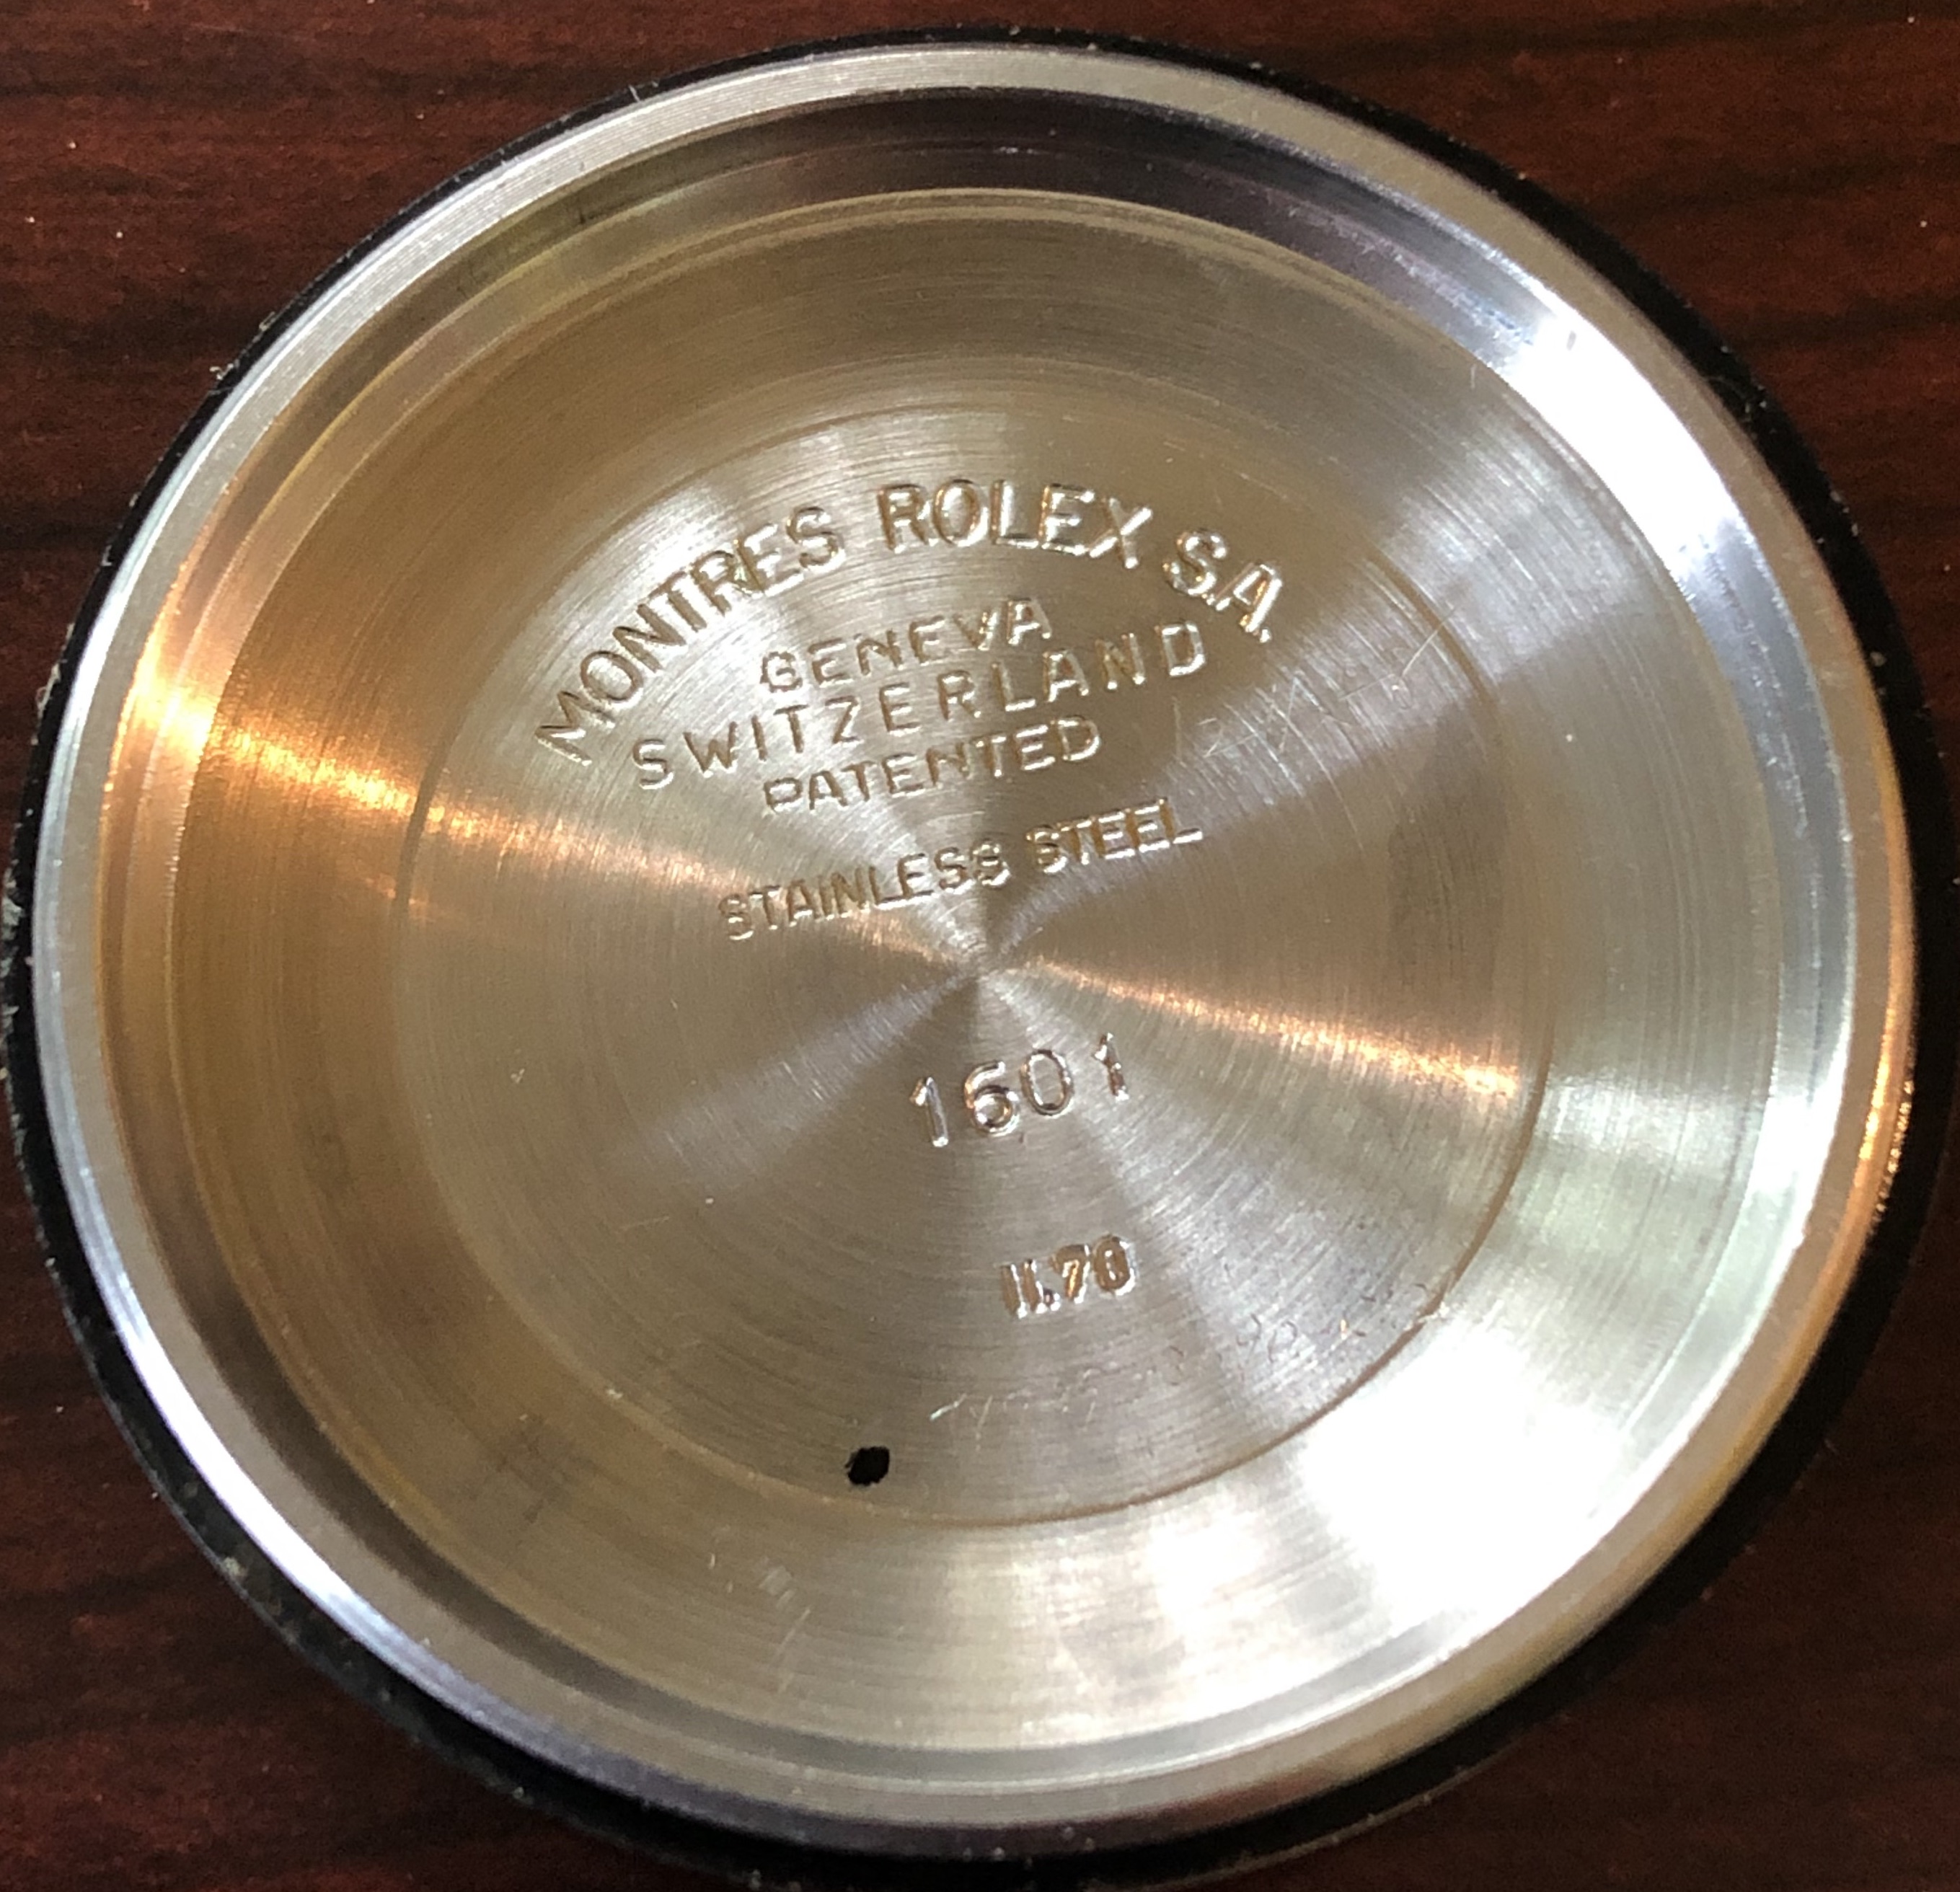 MONTRES ROLEX S.A.
GENEVA
SWITZERLAND
PATENTED
STAINLESS STEEL
1601
II.70